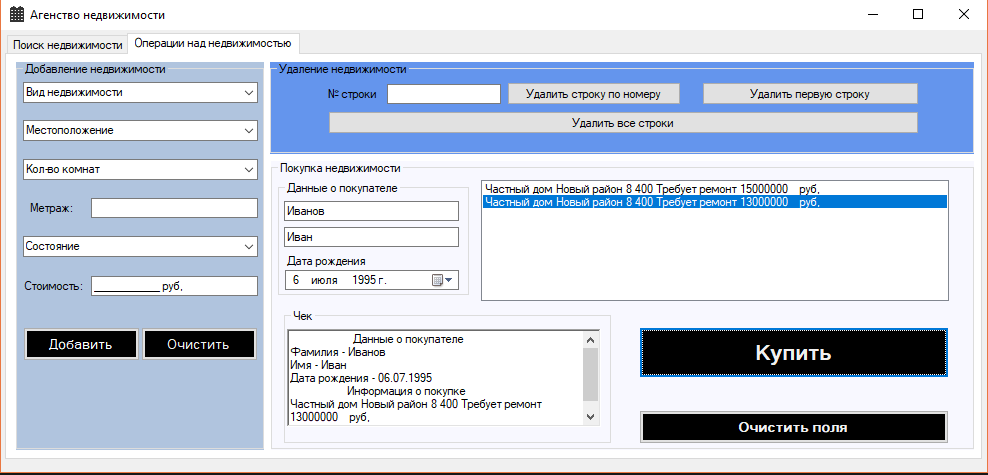 Агенство недвижимости
Поиск недвижимости
Операции над недвижимостью
Добавление недвижимости
Вид недвижимости
Местоположение
Кол-во комнат
Метраж:
Состояние
Стоимость: ____________ руб,
Добавить
Очистить
Удаление недвижимости
№ строки
Удалить строку по номеру
Удалить первую строку
Удалить все строки
Покупка недвижимости
Данные о покупателе
Иванов
Иван
Дата рождения
6 июля 1995 г.
Частный дом Новый район 8 400 Требует ремонт 15000000 руб,
Частный дом Новый район 8 400 Требует ремонт 13000000 руб,
Чек
Данные о покупателе
Фамилия - Иванов
Имя - Иван
Дата рождения - 06.07.1995
Информация о покупке
Частный дом Новый район 8 400 Требует ремонт
13000000 руб,
Купить
Очистить поля